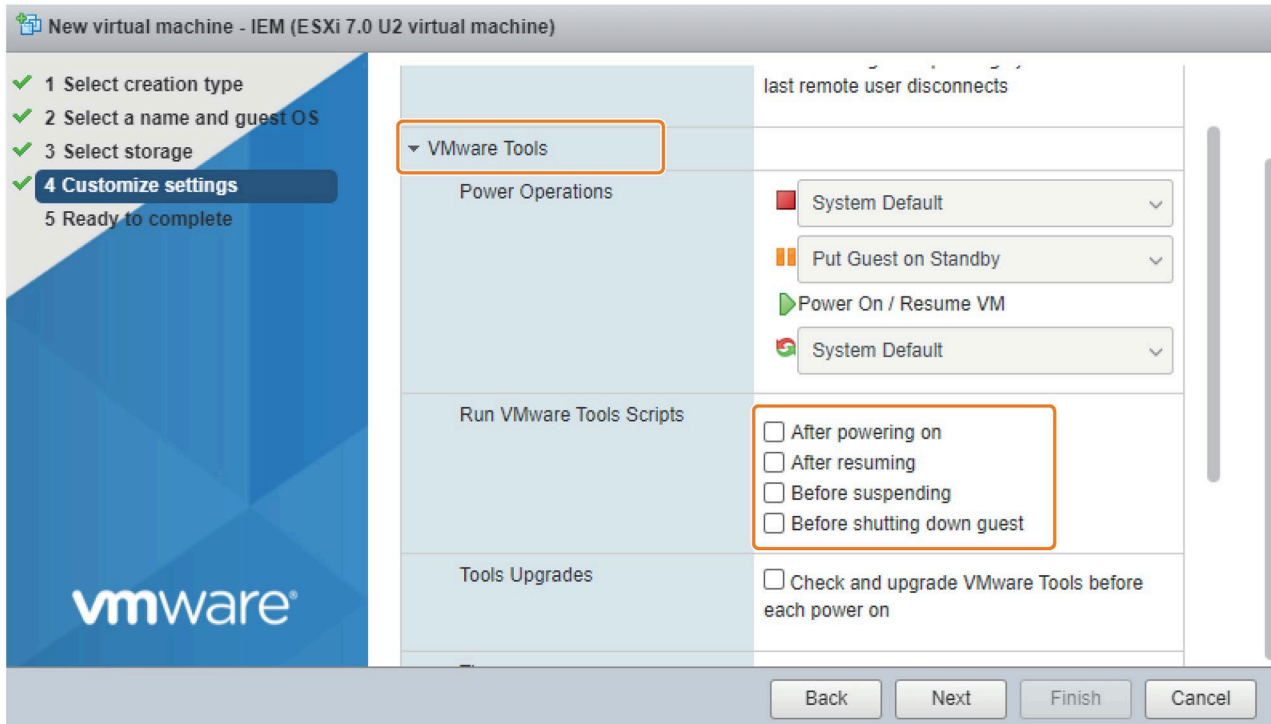 New virtual machine - IEM (ESXi 7.0 U2 virtual machine)
1 Select creation type
2 Select a name and guest OS
3 Select storage
4 Customize settings
5 Ready to complete
vmware®
last remote user disconnects
VMware Tools
Power Operations
System Default
Put Guest on Standby
Power On / Resume VM
System Default
Run VMware Tools Scripts
After powering on
After resuming
Before suspending
Before shutting down guest
Tools Upgrades
Check and upgrade VMware Tools before
each power on
Back
Next
Finish
Cancel